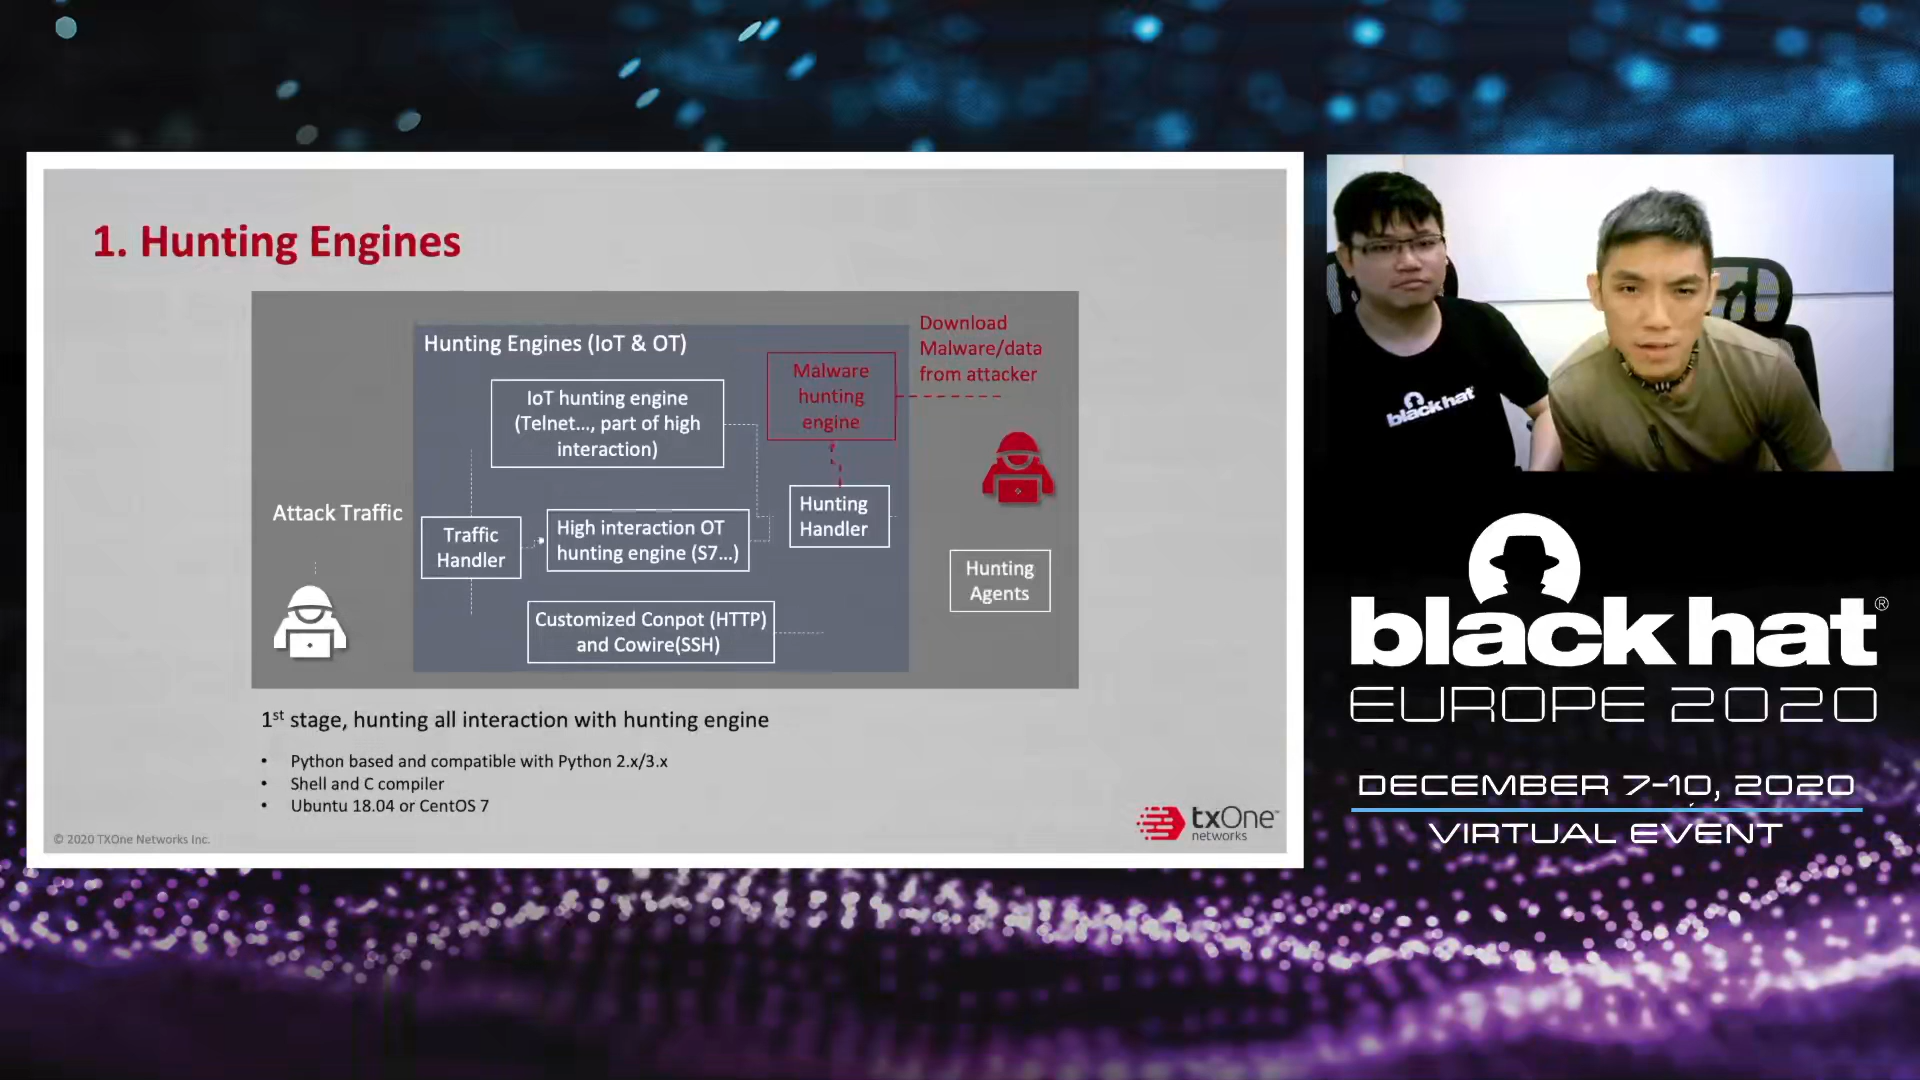 1. Hunting Engines
Hunting Engines (IoT & OT)
Download
Malware/data
from attacker
Malware
hunting
engine
IoT hunting engine
(Telnet..., part of high
interaction)
Attack Traffic
Traffic
Handler
High interaction OT
hunting engine (S7...)
Hunting
Handler
Hunting
Agents
Customized Conpot (HTTP)
and Cowire(SSH)
1st stage, hunting all interaction with hunting engine
• Python based and compatible with Python 2.x/3.x
• Shell and C compiler
• Ubuntu 18.04 or CentOS 7
© 2020 TXOne Networks Inc.
txOne™
networks
black hat
black hat®
EUROPE 2020
DECEMBER 7-10, 2020
VIRTUAL EVENT